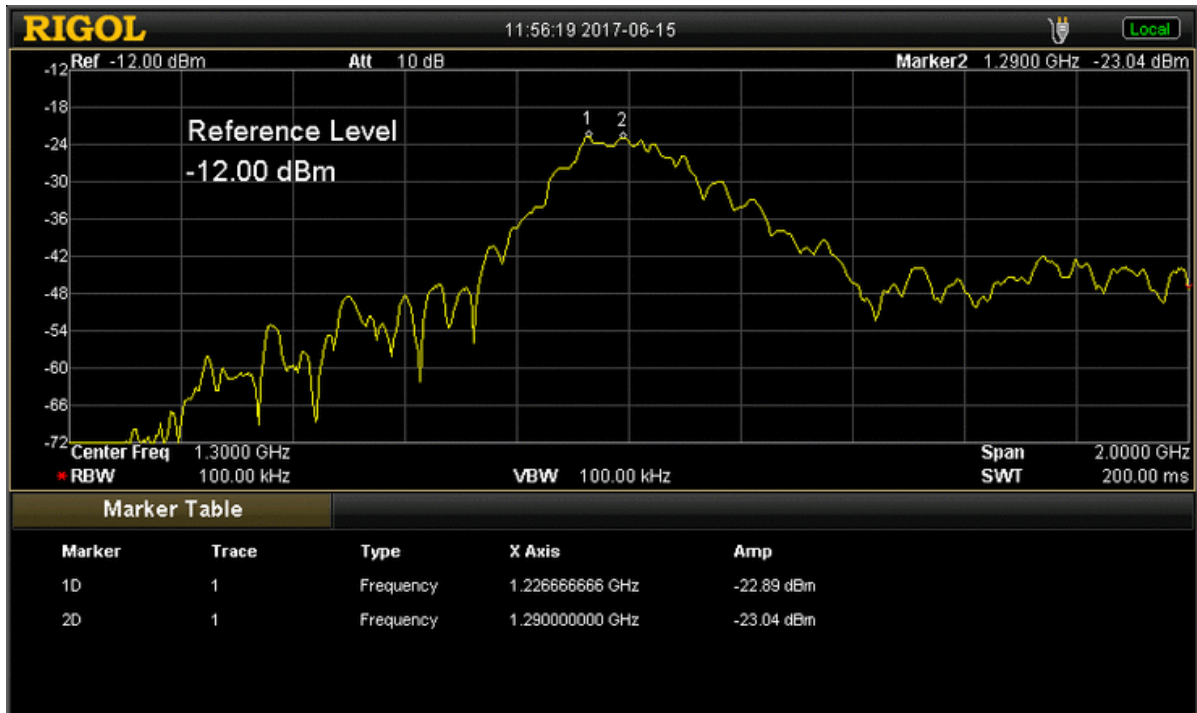 RIGOL 11:56:19 2017-06-15 Local
Ref -12.00 dBm Att 10 dB Marker2 1.2900 GHz -23.04 dBm
-12
-18
1 2
Reference Level
-24
-12.00 dBm
-30
-36
-42
-48
-54
-60
-66
-72
Center Freq 1.3000 GHz Span 2.0000 GHz
*RBW 100.00 kHz VBW 100.00 kHz SWT 200.00 ms
Marker Table
Marker Trace Type X Axis Amp
1D 1 Frequency 1.226666666 GHz -22.89 dBm
2D 1 Frequency 1.290000000 GHz -23.04 dBm